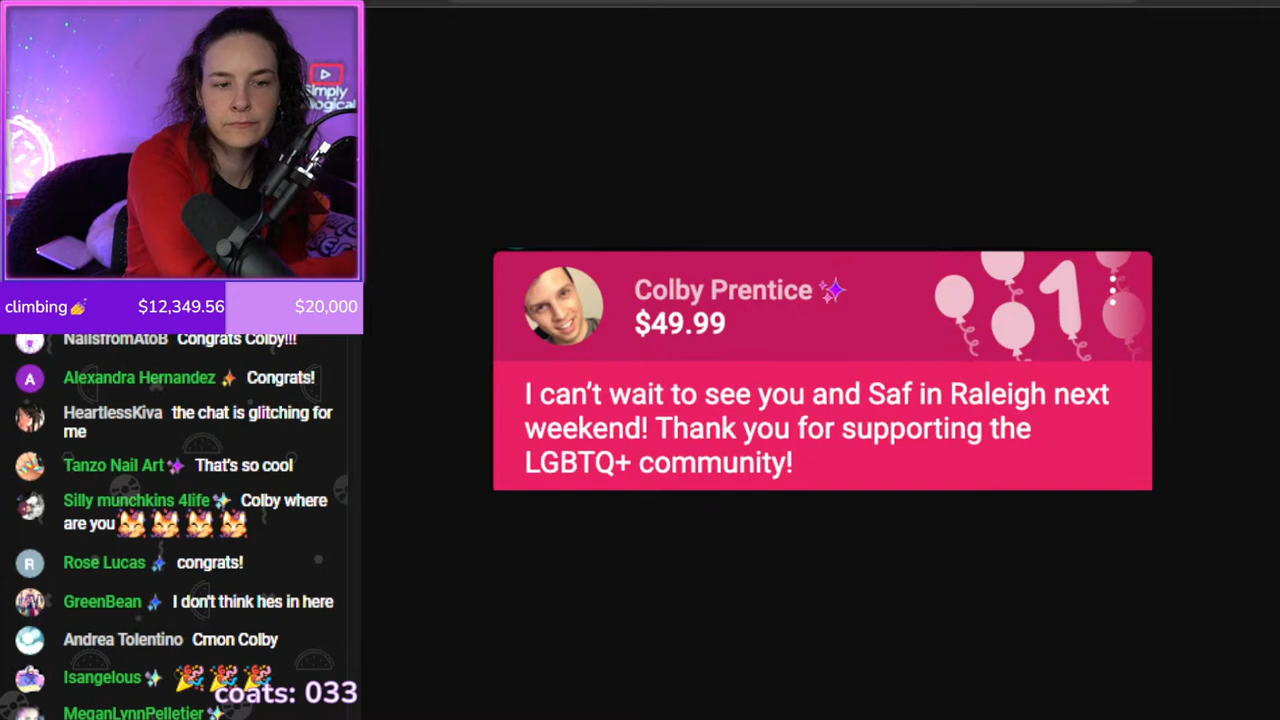 Simply
ological
climbing💅 $12,349.56 $20,000
NailsfromAtoB Congrats Colby!!!
A Alexandra Hernandez Congrats!
HeartlessKiva the chat is glitching for
me
Tanzo Nail Art That's so cool
Silly munchkins 4life Colby where
are you
R Rose Lucas congrats!
GreenBean I don't think hes in here
Andrea Tolentino Cmon Colby
Isangelous 🎉🎉🎉
coats: 033
MeganLynnPelletier
Colby Prentice
$49.99
1
I can't wait to see you and Saf in Raleigh next
weekend! Thank you for supporting the
LGBTQ+ community!